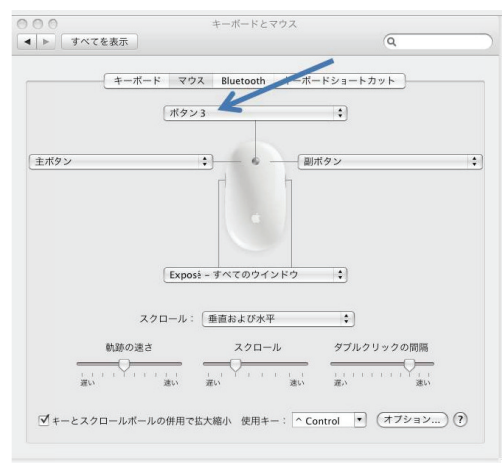 キーボードとマウス
すべてを表示
キーボード マウス Bluetooth キーボードショートカット
ボタン 3
主ボタン 副ボタン
Exposé – すべてのウインドウ
スクロール： 垂直および水平
軌跡の速さ スクロール ダブルクリックの間隔
遅い 速い 遅い 速い 遅い 速い
キーとスクロールボールの併用で拡大縮小 使用キー： ^ Control オプション... ?